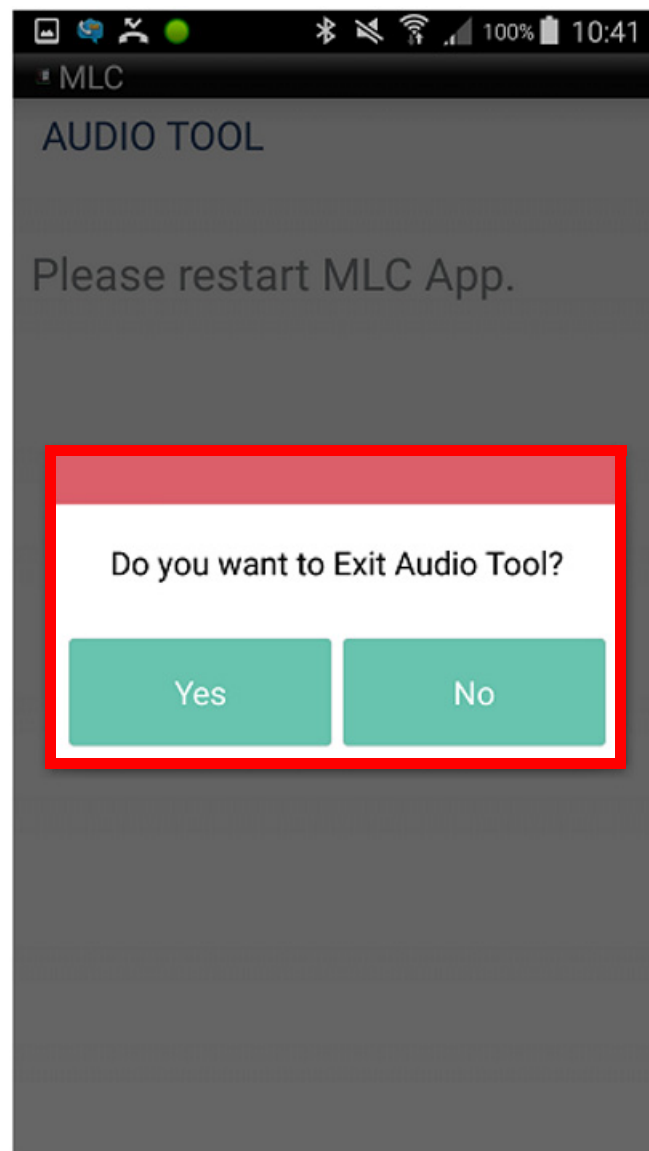 100% 10:41
MLC
AUDIO TOOL
Please restart MLC App.
Do you want to Exit Audio Tool?
Yes No